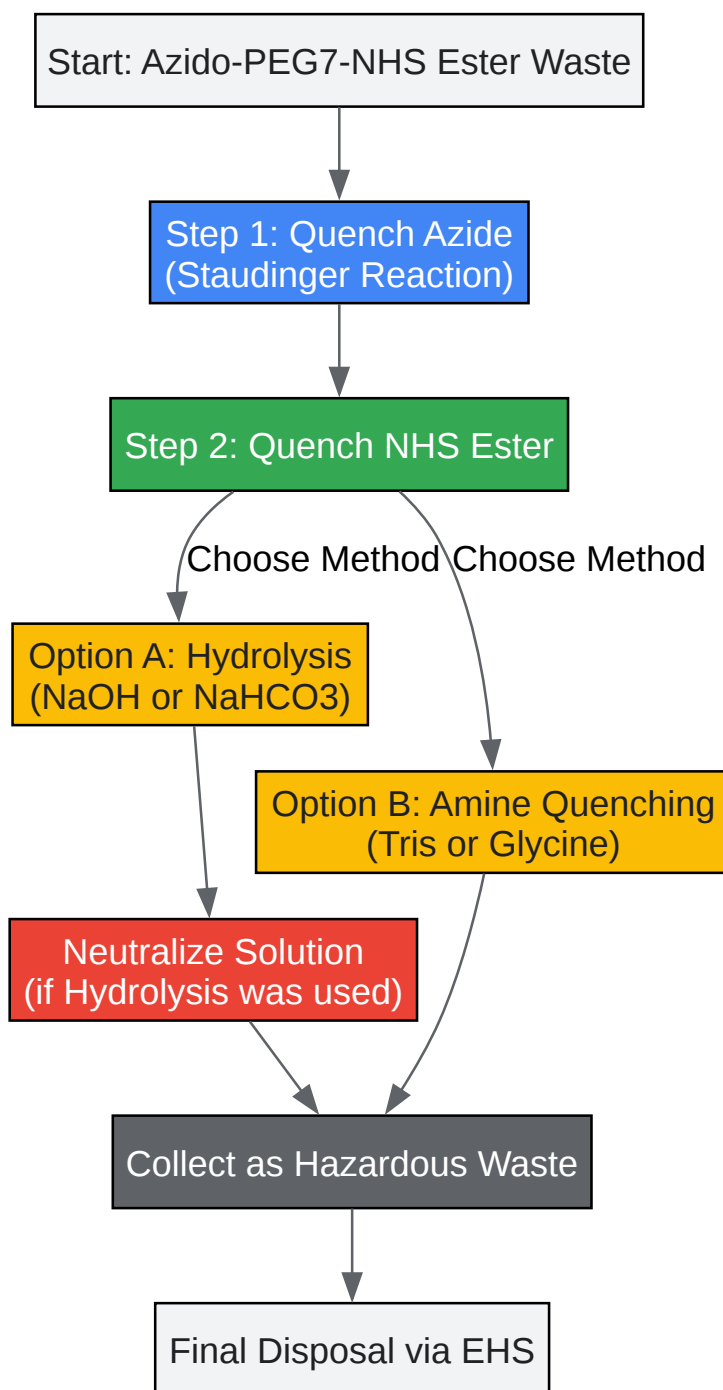 Start: Azido-PEG7-NHS Ester Waste
Step 1: Quench Azide
(Staudinger Reaction)
Step 2: Quench NHS Ester
Choose Method
Choose Method
Option A: Hydrolysis
(NaOH or NaHCO3)
Option B: Amine Quenching
(Tris or Glycine)
Neutralize Solution
(if Hydrolysis was used)
Collect as Hazardous Waste
Final Disposal via EHS